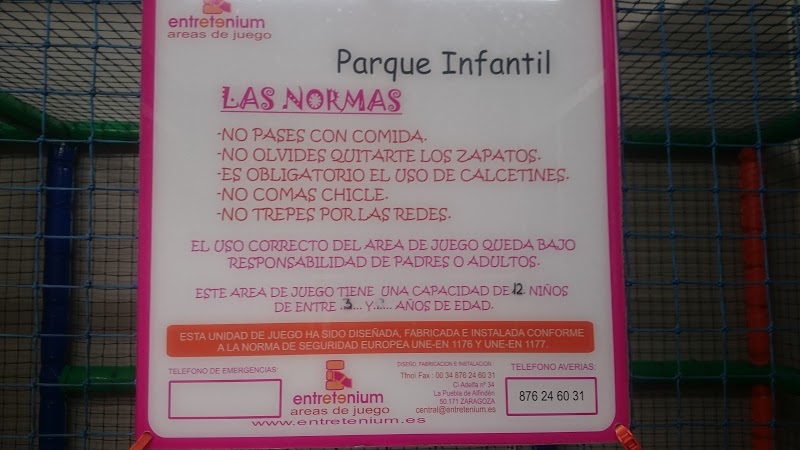 entretenium
areas de juego
Parque Infantil
LAS NORMAS
-NO PASES CON COMIDA.
-NO OLVIDES QUITARTE LOS ZAPATOS.
-ES OBLIGATORIO EL USO DE CALCETINES.
-NO COMAS CHICLE.
-NO TREPES POR LAS REDES.
EL USO CORRECTO DEL AREA DE JUEGO QUEDA BAJO
RESPONSABILIDAD DE PADRES O ADULTOS.
ESTE AREA DE JUEGO TIENE UNA CAPACIDAD DE 12 NIÑOS
DE ENTRE 3 Y AÑOS DE EDAD.
ESTA UNIDAD DE JUEGO HA SIDO DISEÑADA, FABRICADA E INSTALADA CONFORME
A LA NORMA DE SEGURIDAD EUROPEA UNE-EN 1176 Y UNE-EN 1177.
TELEFONO DE EMERGENCIAS:
entretenium
areas de juego
www.entretenium.es
DISEÑO, FABRICACION E INSTALACION:
Tfno/ Fax : 00 34 876 24 60 31
C/ Adelfa nº 34
La Puebla de Alfindén
50.171 ZARAGOZA
central@entretenium.es
TELEFONO AVERIAS:
876 24 60 31